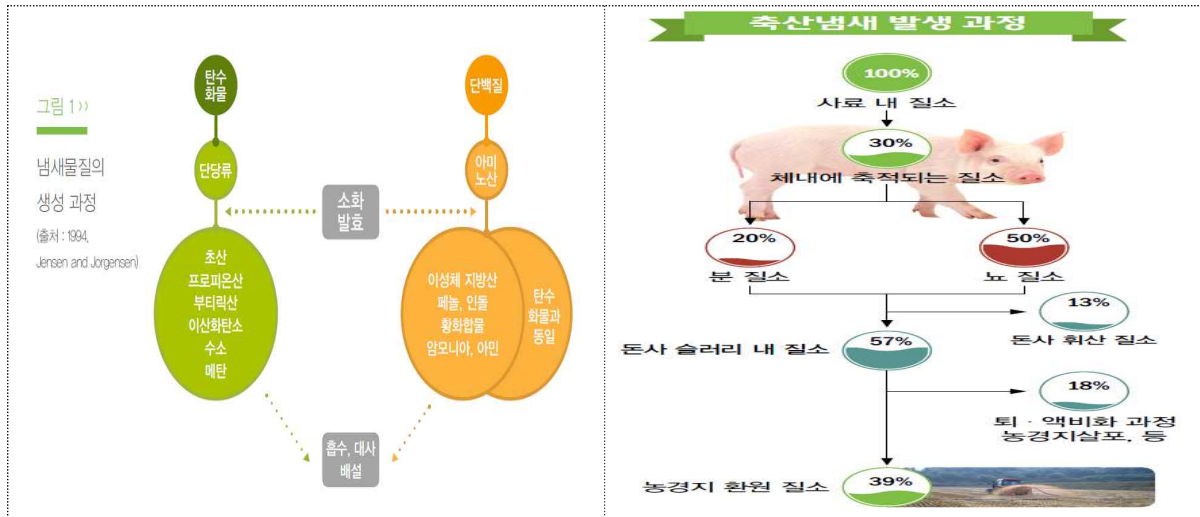 그림 1 》
냄새물질의
생성 과정
(출처 : 1994,
Jensen and Jorgensen)
탄수
화물
단당류
초산
프로피온산
부티릭산
이산화탄소
수소
메탄
소화
발효
단백질
아미
노산
이성체 지방산
페놀, 인돌
황화합물
암모니아, 아민
탄수
화물과
동일
흡수, 대사
배설
축산냄새 발생 과정
100%
사료 내 질소
30%
체내에 축적되는 질소
20%
분 질소
50%
뇨 질소
13%
돈사 휘산 질소
돈사 슬러리 내 질소
57%
18%
퇴 · 액비화 과정
농경지살포, 등
농경지 환원 질소
39%